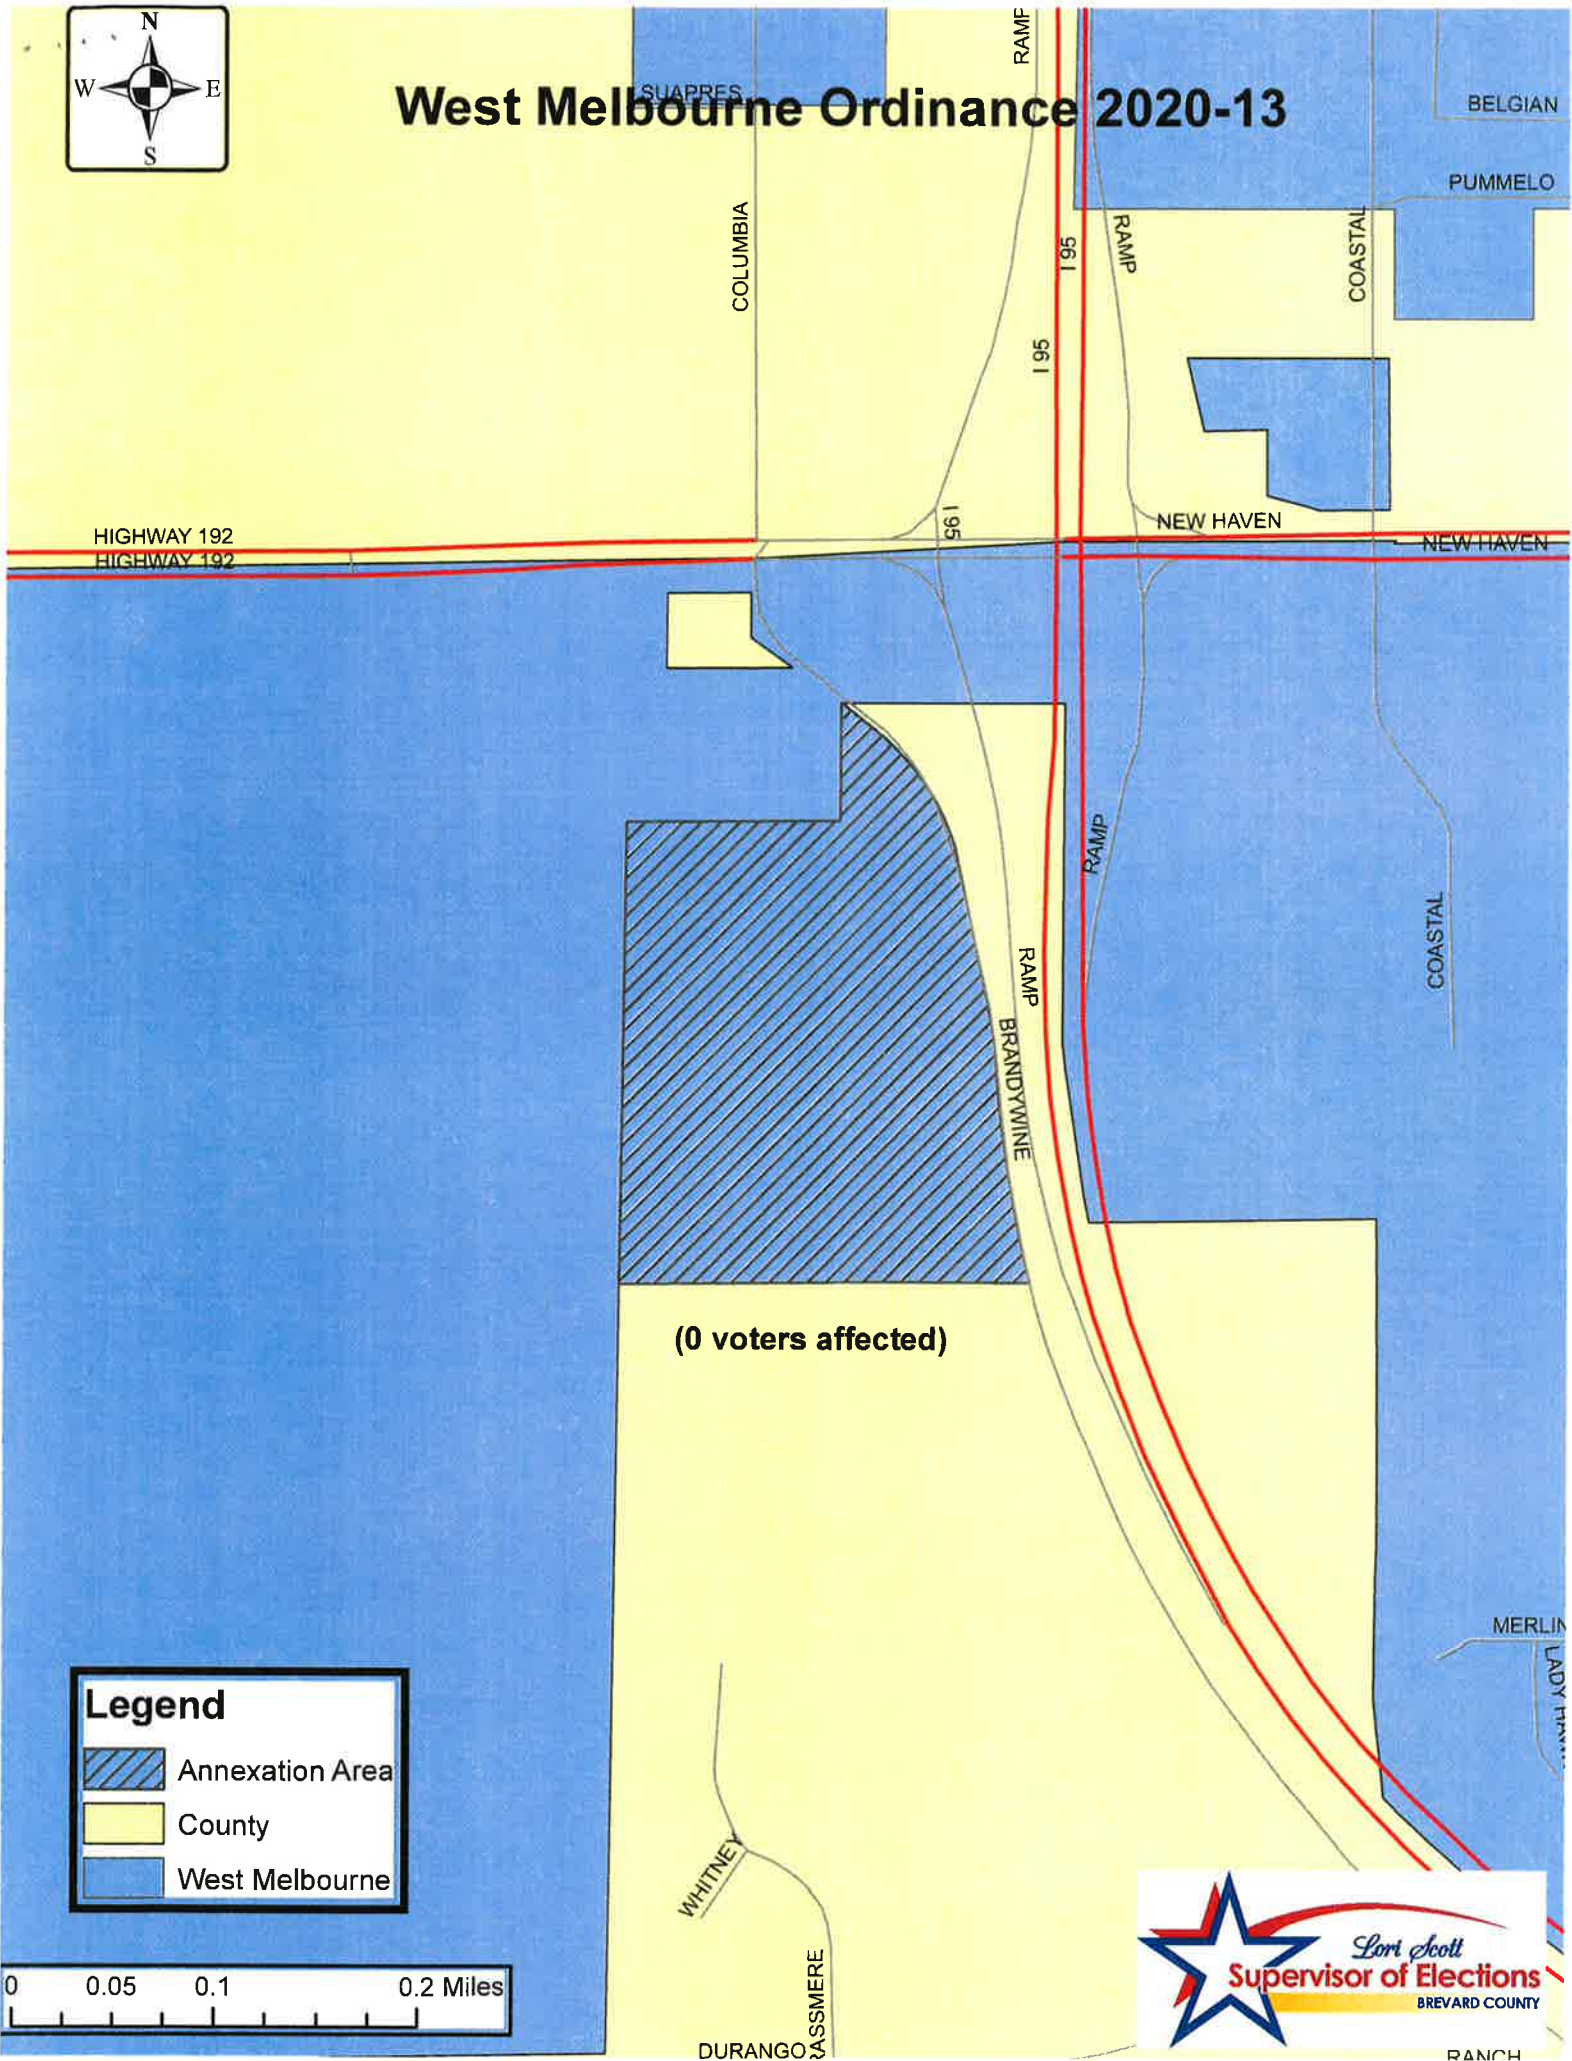 N
W E
S
West Melbourne Ordinance 2020-13
RAMP
BELGIAN
PUMMELO
COLUMBIA
I 95
RAMP
COASTAL
I 95
HIGHWAY 192
HIGHWAY 192
I 95
NEW HAVEN
NEW HAVEN
RAMP
COASTAL
RAMP
BRANDYWINE
(0 voters affected)
MERLIN
LADY
Legend
Annexation Area
County
West Melbourne
WHITNEY
0 0.05 0.1 0.2 Miles
DURANGO
RASSMERE
Lori Scott
Supervisor of Elections
BREVARD COUNTY
RANCH